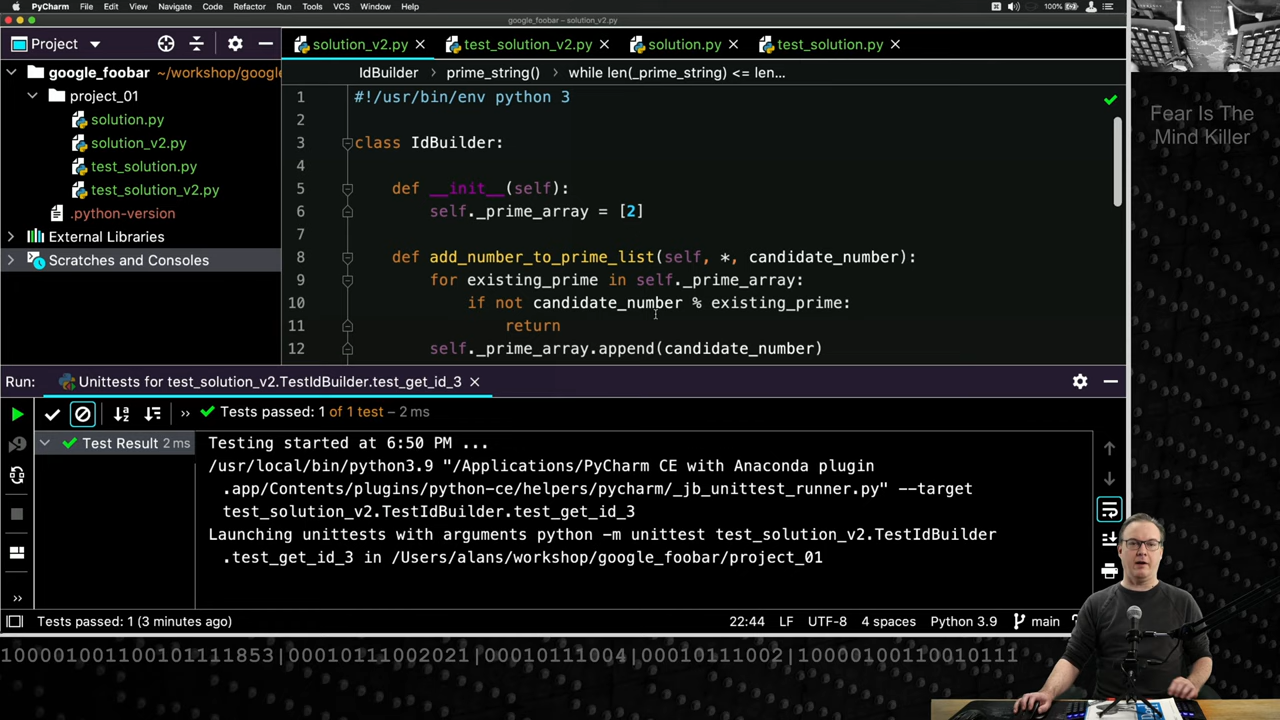 PyCharm File Edit View Navigate Code Refactor Run Tools VCS Window Help 100%
google_foobar – solution_v2.py
Project
solution_v2.py test_solution_v2.py solution.py test_solution.py
google_foobar ~/workshop/google
project_01
solution.py
solution_v2.py
test_solution.py
test_solution_v2.py
.python-version
External Libraries
Scratches and Consoles
IdBuilder prime_string() while len(_prime_string) <= len...
1 #!/usr/bin/env python 3
2
3 class IdBuilder:
4
5 def __init__(self):
6 self._prime_array = [2]
7
8 def add_number_to_prime_list(self, *, candidate_number):
9 for existing_prime in self._prime_array:
10 if not candidate_number % existing_prime:
11 return
12 self._prime_array.append(candidate_number)
Fear Is The
Mind Killer
Run: Unittests for test_solution_v2.TestIdBuilder.test_get_id_3
Tests passed: 1 of 1 test – 2 ms
Test Result 2 ms
Testing started at 6:50 PM ...
/usr/local/bin/python3.9 "/Applications/PyCharm CE with Anaconda plugin
.app/Contents/plugins/python-ce/helpers/pycharm/_jb_unittest_runner.py" --target
test_solution_v2.TestIdBuilder.test_get_id_3
Launching unittests with arguments python -m unittest test_solution_v2.TestIdBuilder
.test_get_id_3 in /Users/alans/workshop/google_foobar/project_01
Tests passed: 1 (3 minutes ago) 22:44 LF UTF-8 4 spaces Python 3.9 main
10000100110010111​1853|00010111002021|00010111004|00010111002|10000100110010111